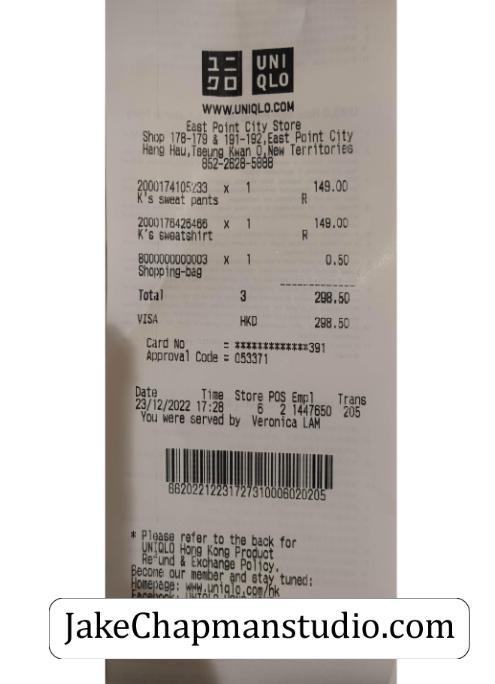 ユニ
クロ
UNI
QLO
WWW.UNIQLO.COM
East Point City Store
Shop 178-179 & 191-192,East Point City
Hang Hau,Tseung Kwan O,New Territories
852-2628-5888
2000174105233 x 1 149.00
K's sweat pants R
2000176426466 x 1 149.00
K's sweatshirt R
8000000000003 x 1 0.50
Shopping-bag
Total 3 298.50
VISA HKD 298.50
Card No = *************391
Approval Code = 053371
Date Time Store POS Empl Trans
23/12/2022 17:28 6 2 1447650 205
You were served by Veronica LAM
66202212231727310006020205
* Please refer to the back for
UNIQLO Hong Kong Product
Refund & Exchange Policy.
Become our member and stay tuned:
Homepage: www.uniqlo.com/hk
JakeChapmanstudio.com